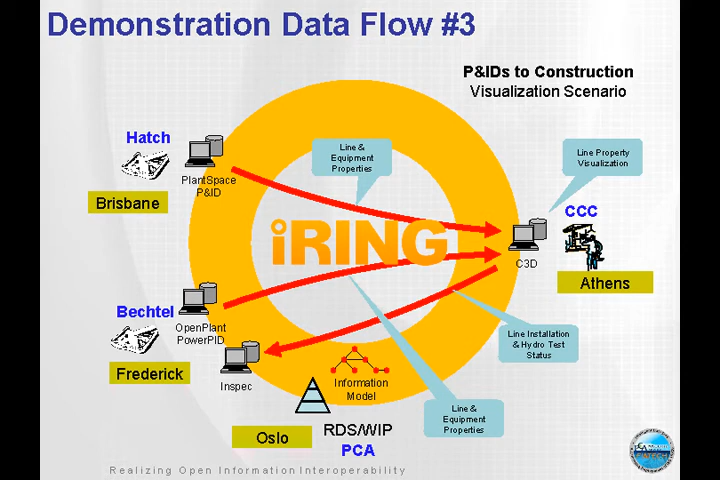 Demonstration Data Flow #3
P&IDs to Construction
Visualization Scenario
Hatch
PlantSpace
P&ID
Brisbane
Line &
Equipment
Properties
Line Property
Visualization
CCC
C3D
Athens
iRING
Bechtel
OpenPlant
PowerPID
Frederick
Inspec
Information
Model
Line Installation
& Hydro Test
Status
Line &
Equipment
Properties
Oslo
RDS/WIP
PCA
Realizing Open Information Interoperability